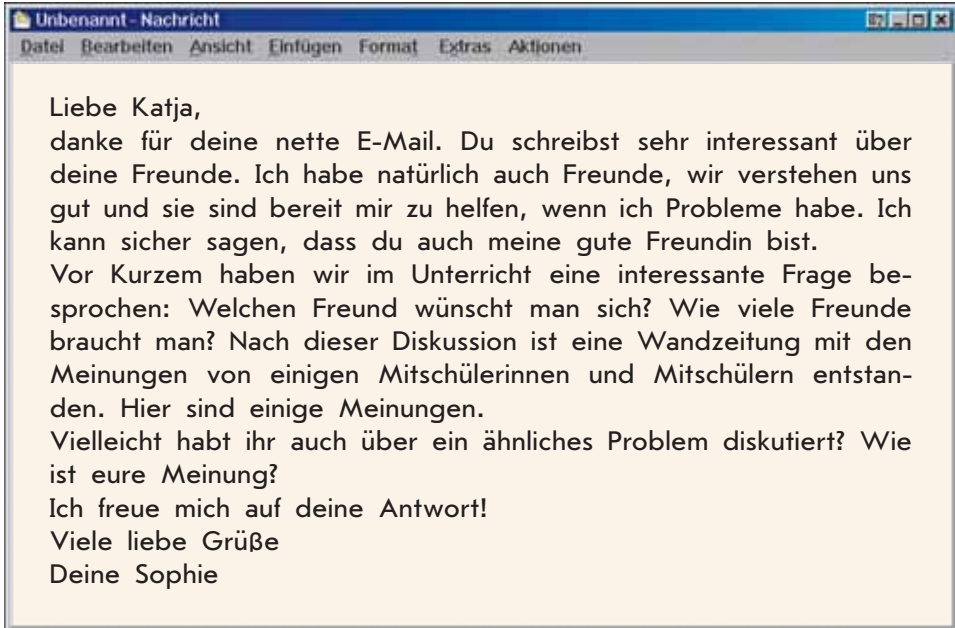 Unbenannt - Nachricht
Datei Bearbeiten Ansicht Einfügen Format Extras Aktionen
Liebe Katja,
danke für deine nette E-Mail. Du schreibst sehr interessant über
deine Freunde. Ich habe natürlich auch Freunde, wir verstehen uns
gut und sie sind bereit mir zu helfen, wenn ich Probleme habe. Ich
kann sicher sagen, dass du auch meine gute Freundin bist.
Vor Kurzem haben wir im Unterricht eine interessante Frage be-
sprochen: Welchen Freund wünscht man sich? Wie viele Freunde
braucht man? Nach dieser Diskussion ist eine Wandzeitung mit den
Meinungen von einigen Mitschülerinnen und Mitschülern entstan-
den. Hier sind einige Meinungen.
Vielleicht habt ihr auch über ein ähnliches Problem diskutiert? Wie
ist eure Meinung?
Ich freue mich auf deine Antwort!
Viele liebe Grüße
Deine Sophie